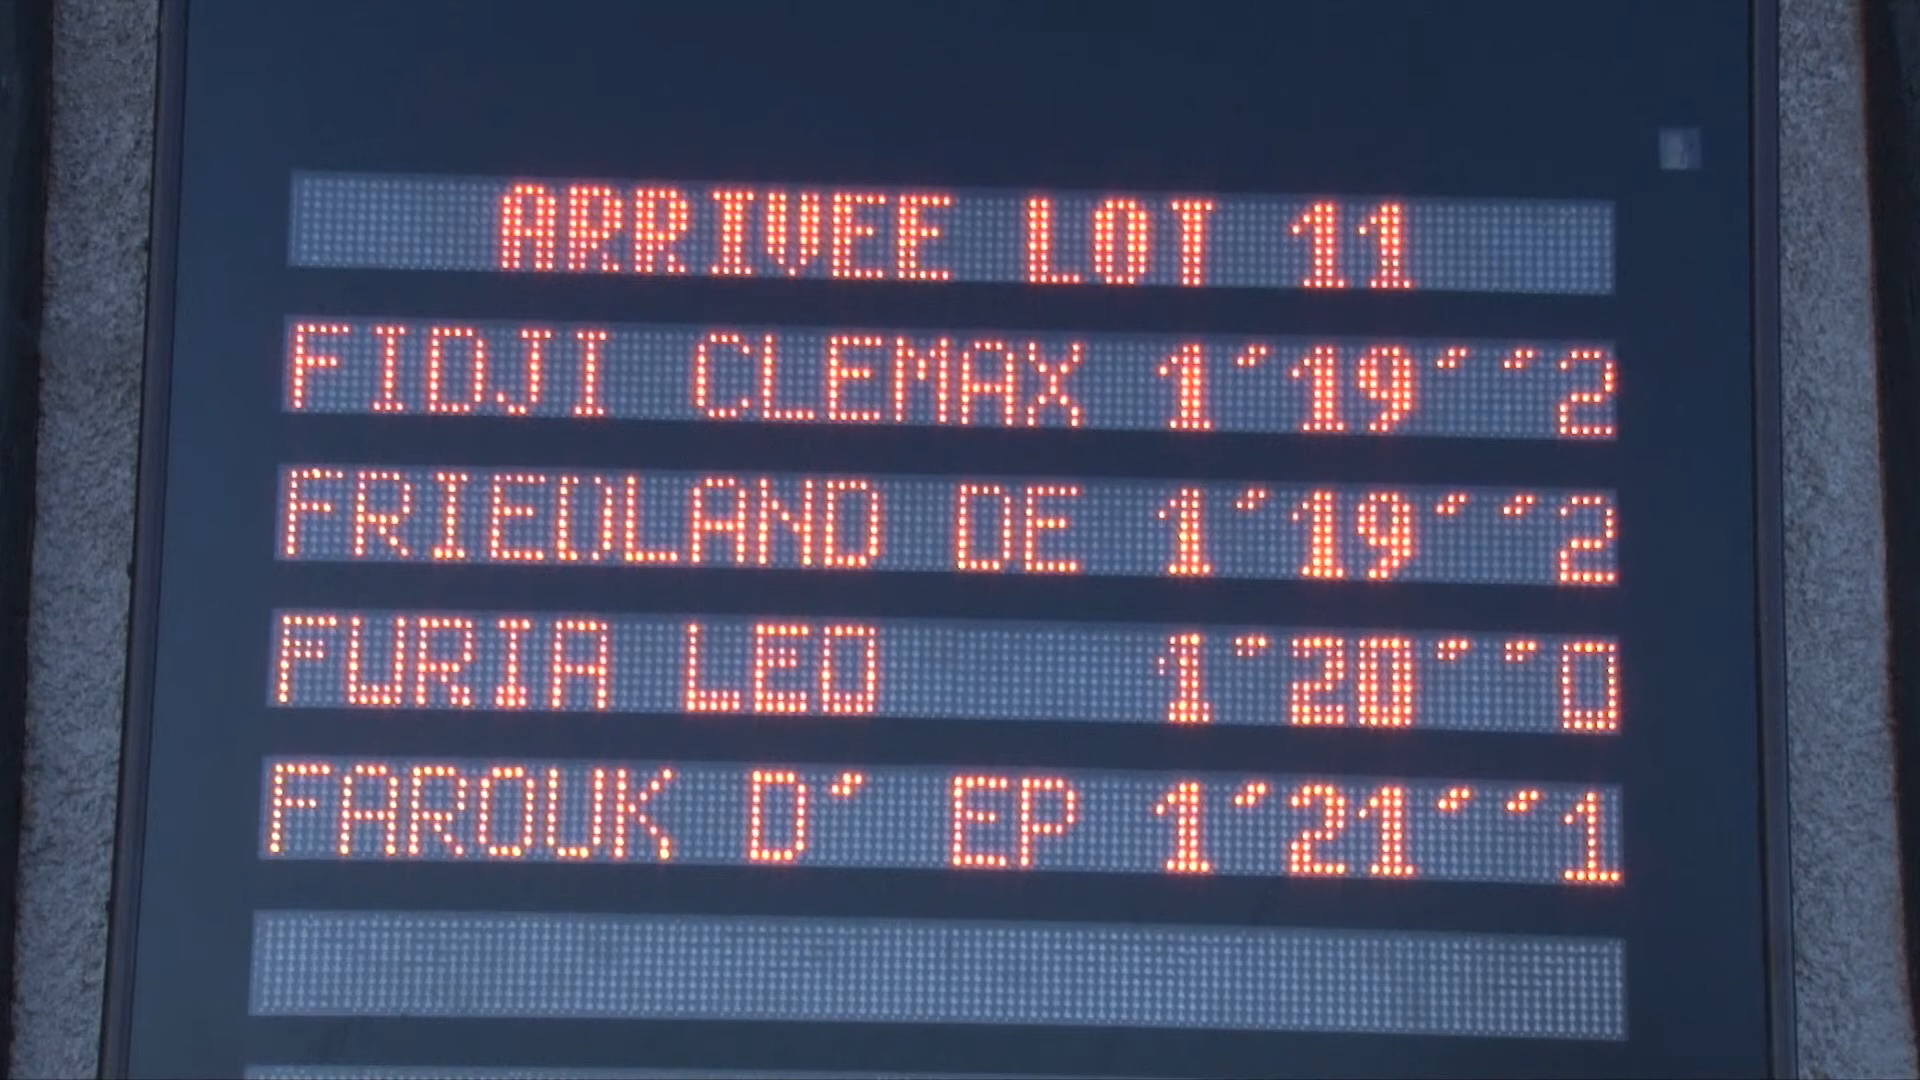 ARRIVEE LOT 11
FIDJI CLEMAX 1´19´´2
FRIEDLAND DE 1´19´´2
FURIA LEO 1´20´´0
FAROUK D´ EP 1´21´´1